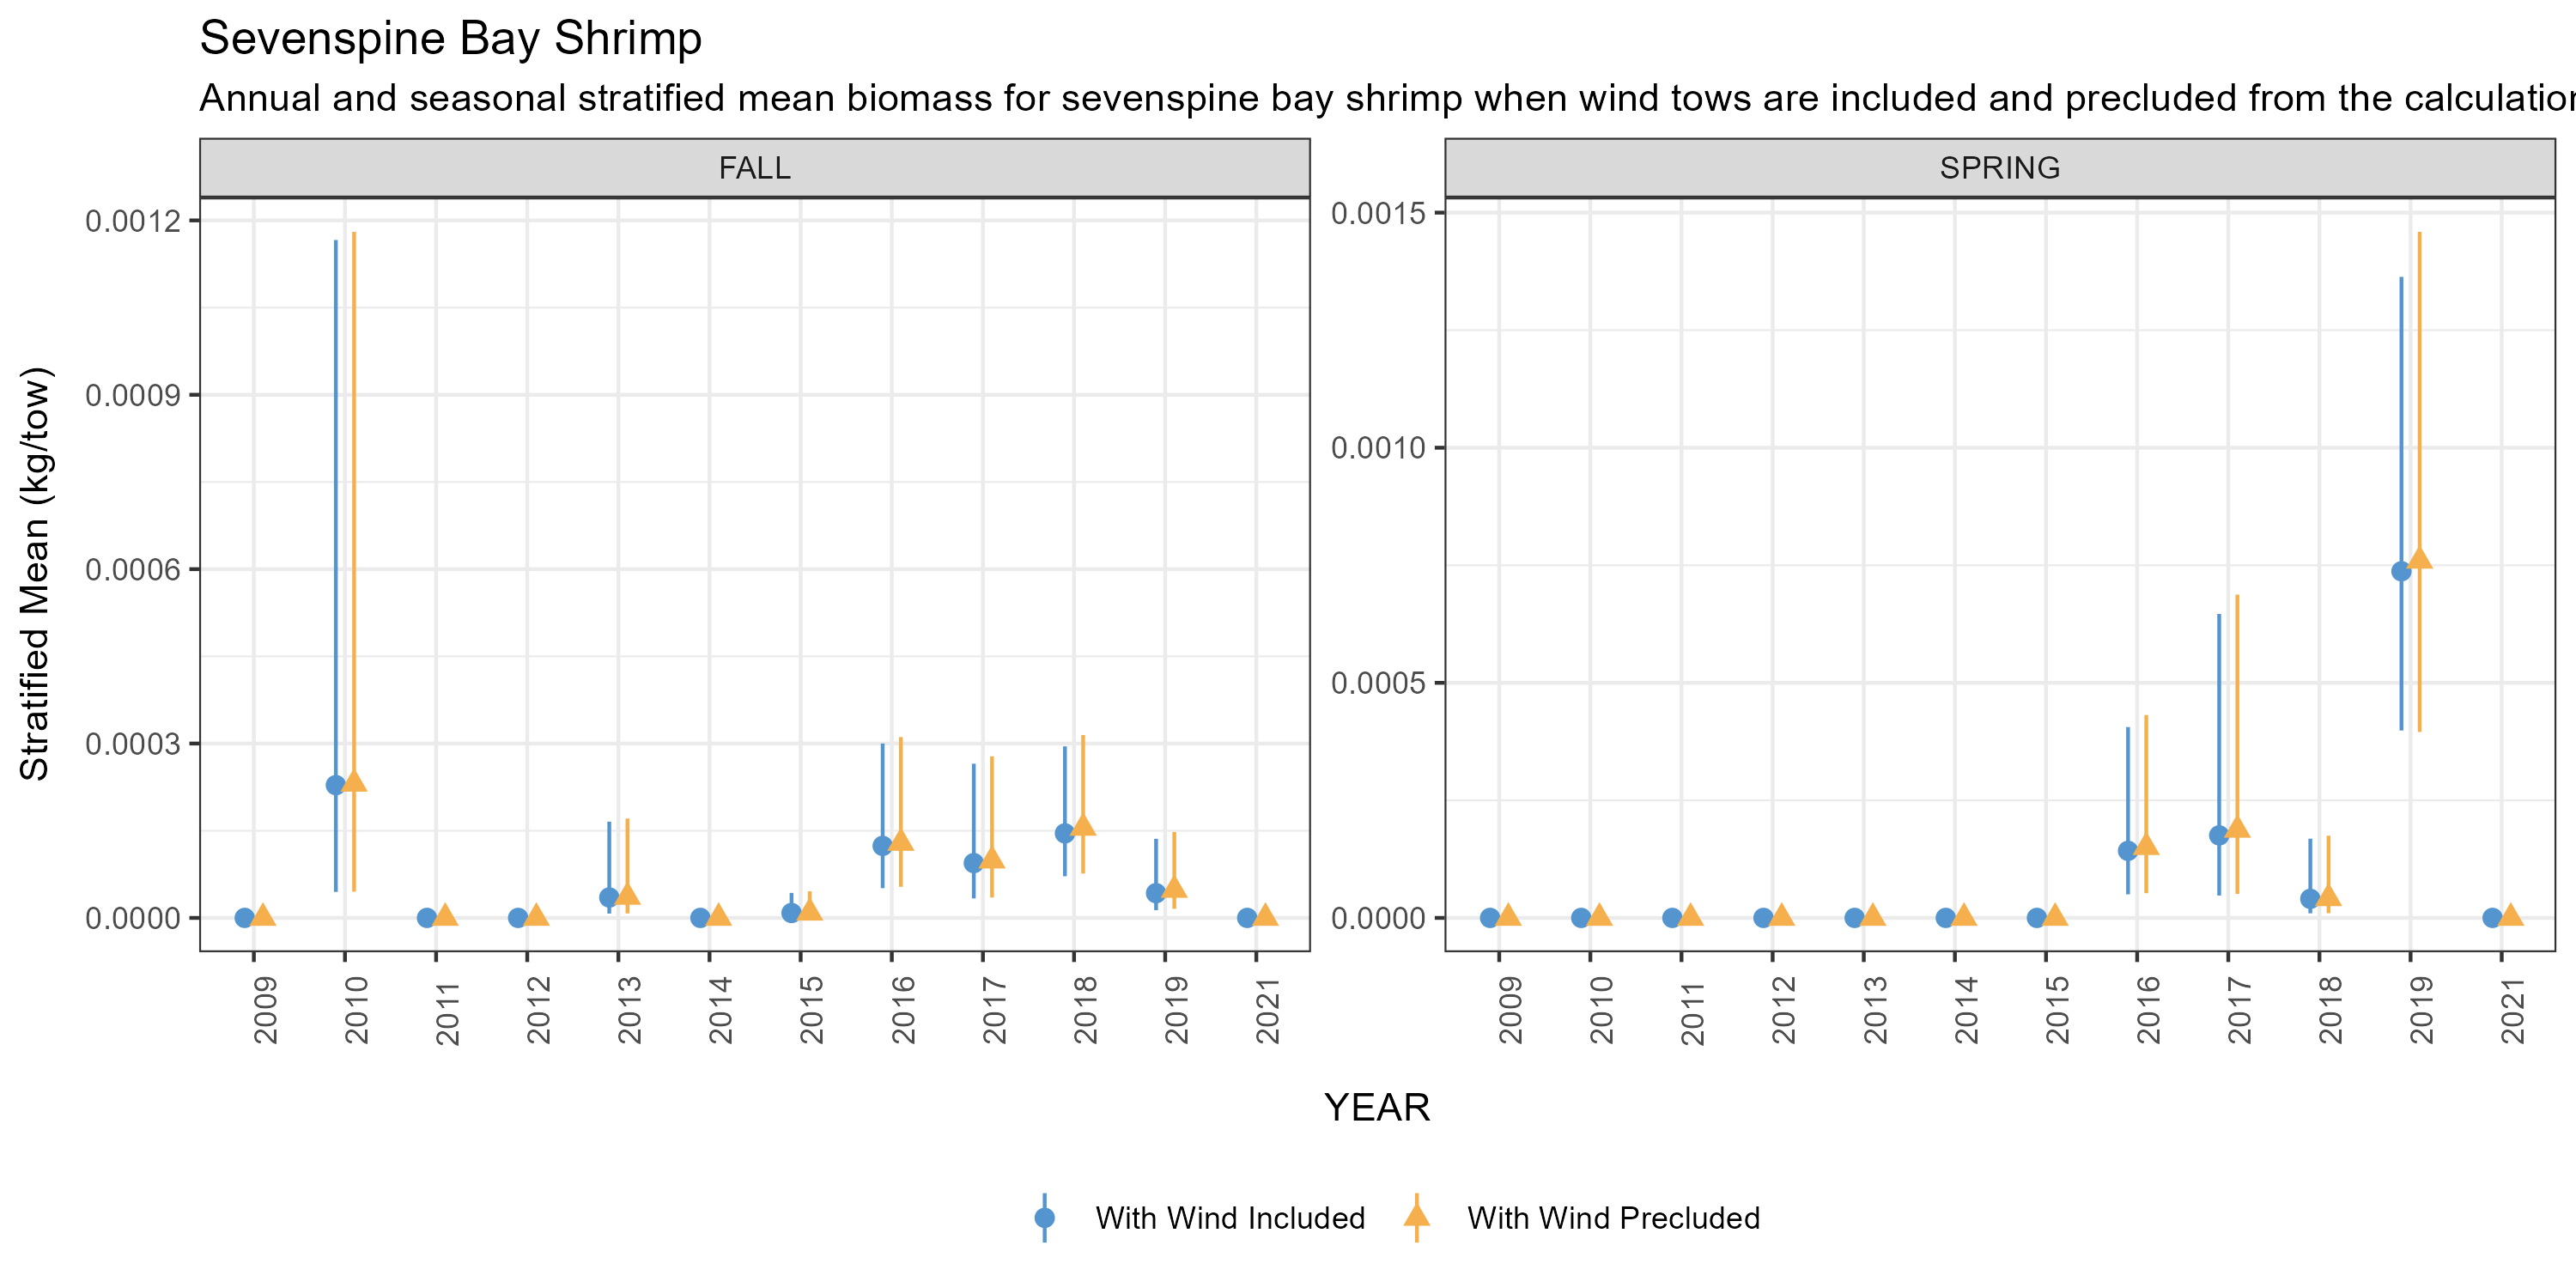 Sevenspine Bay Shrimp
Annual and seasonal stratified mean biomass for sevenspine bay shrimp when wind tows are included and precluded from the
FALL
SPRING
Stratified Mean (kg/tow)
0.0012
0.0009
0.0006
0.0003
0.0000
0.0015
0.0010
0.0005
0.0000
2009 2010 2011 2012 2013 2014 2015 2016 2017 2018 2019 2021
2009 2010 2011 2012 2013 2014 2015 2016 2017 2018 2019 2021
YEAR
With Wind Included
With Wind Precluded